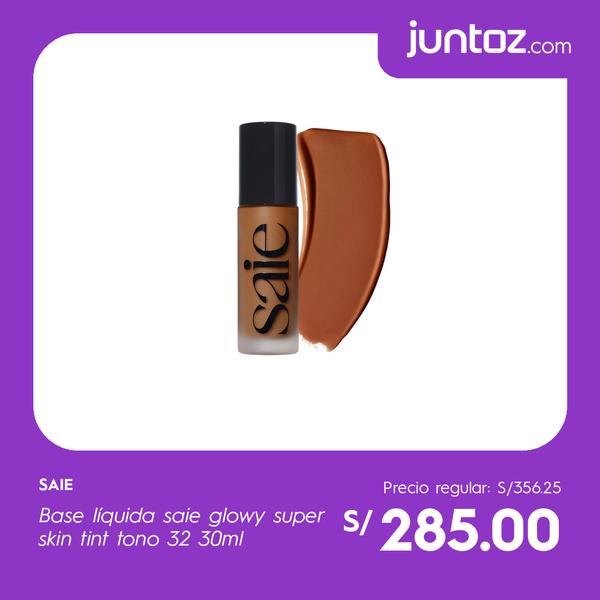 juntoz.com
saie
SAIE
Base líquida saie glowy super
skin tint tono 32 30ml
Precio regular: S/356.25
S/285.00